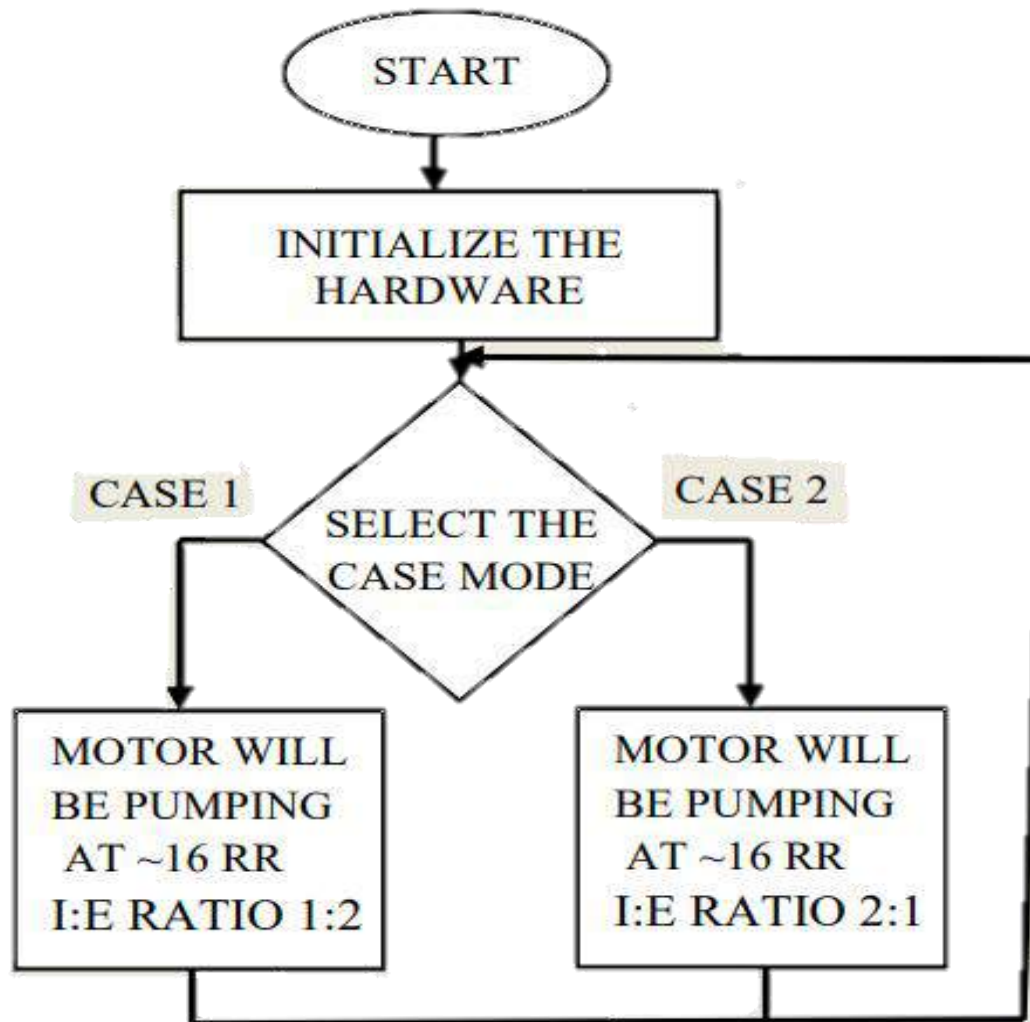 START
INITIALIZE THE
HARDWARE
CASE 1
CASE 2
SELECT THE
CASE MODE
MOTOR WILL
BE PUMPING
AT ~16 RR
I:E RATIO 1:2
MOTOR WILL
BE PUMPING
AT ~16 RR
I:E RATIO 2:1